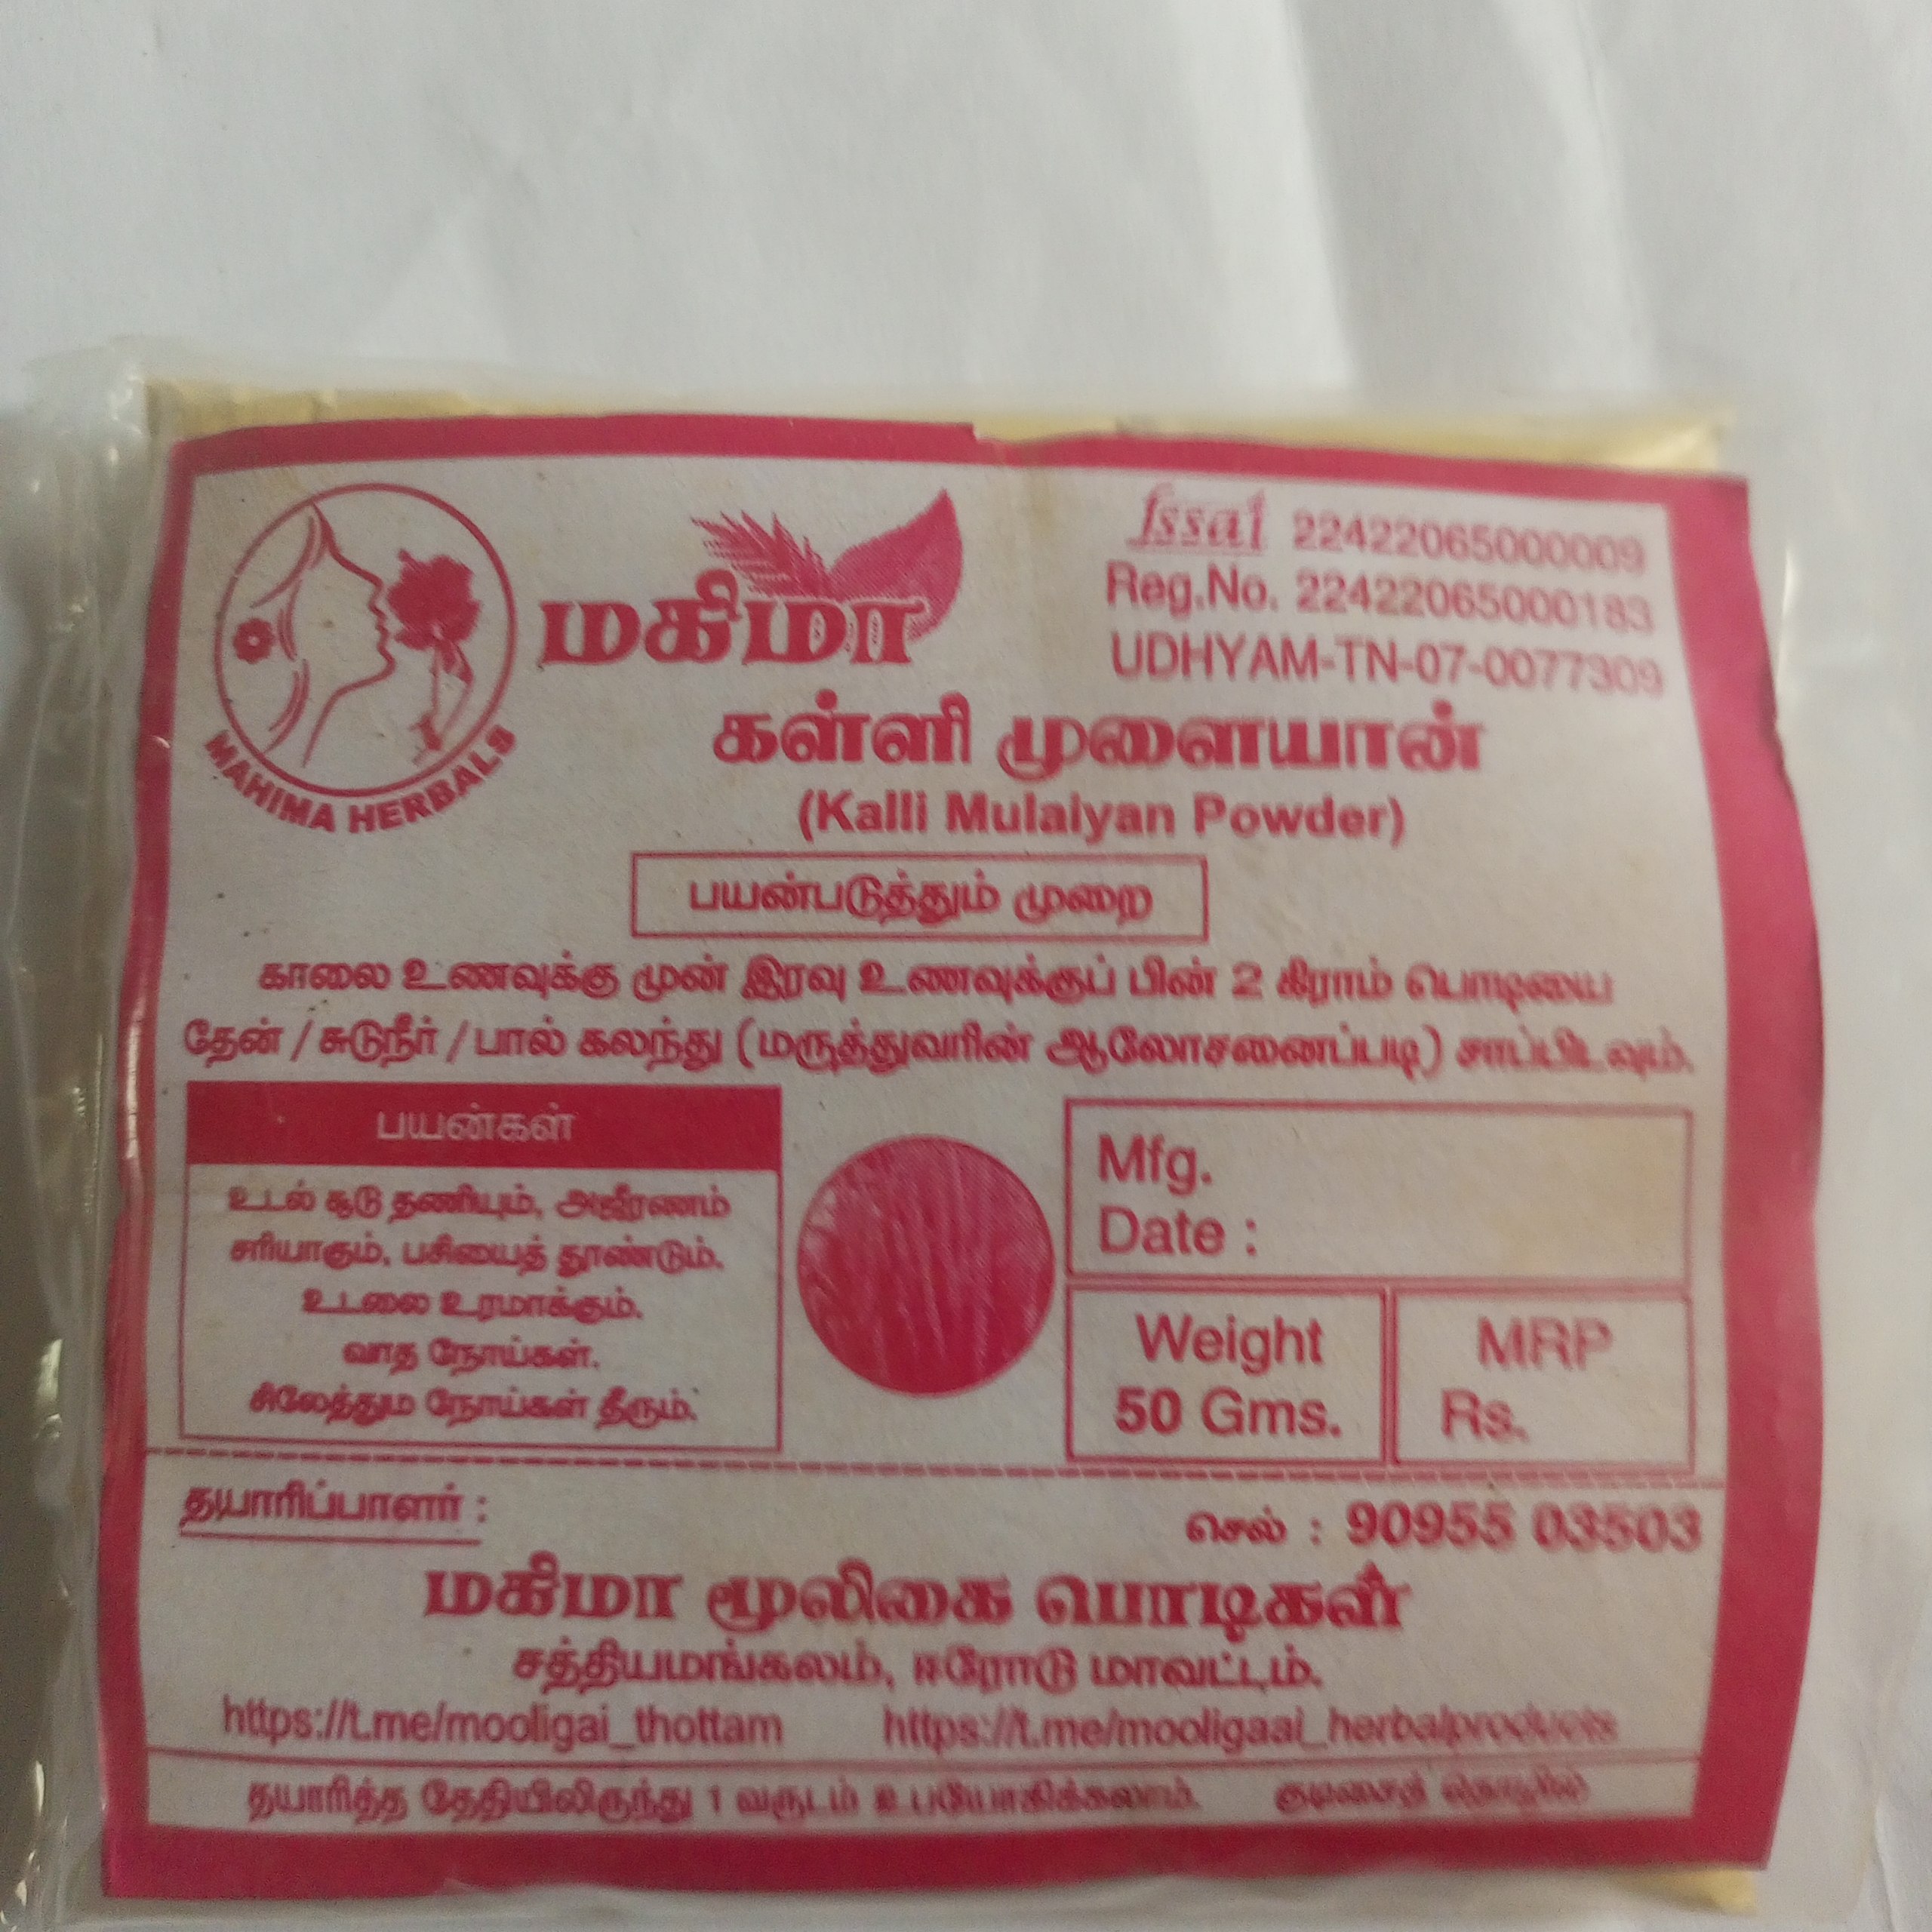 fssai 22422065000009
Reg.No. 22422065000183
UDHYAM-TN-07-0077309
மகிமா
MAHIMA HERBALS
கள்ளி முளையான்
(Kalli Mulaiyan Powder)
பயன்படுத்தும் முறை
காலை உணவுக்கு முன் இரவு உணவுக்குப் பின் 2 கிராம் பொடியை
தேன் / சுடுநீர் / பால் கலந்து (மருத்துவரின் ஆலோசனைப்படி) சாப்பிடவும்.
பயன்கள்
உடல் சூடு தணியும், அஜீரணம்
சரியாகும், பசியைத் தூண்டும்.
உடலை உரமாக்கும்.
வாத நோய்கள்.
சிலேத்தும நோய்கள் தீரும்.
Mfg.
Date :
Weight
50 Gms.
MRP
Rs.
தயாரிப்பாளர் :
செல் : 90955 03503
மகிமா மூலிகை பொடிகள்
சத்தியமங்கலம், ஈரோடு மாவட்டம்.
https://t.me/mooligai_thottam https://t.me/mooligaai_herbalproducts
தயாரித்த தேதியிலிருந்து 1 வருடம் உபயோகிக்கலாம். குடிசைத் தொழில்